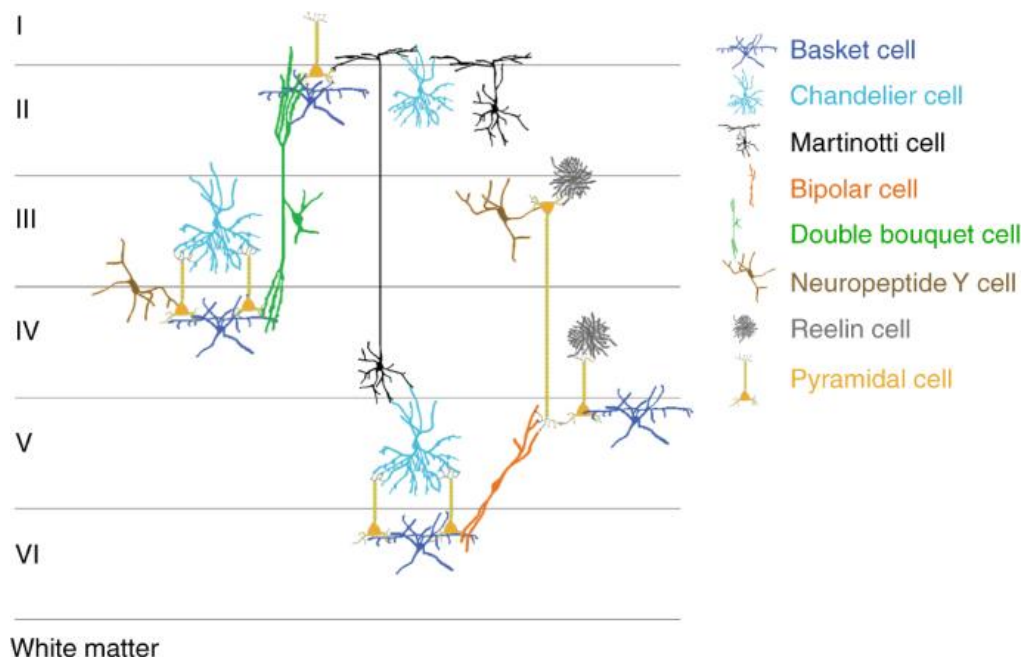 I
II
III
IV
V
VI
White matter
Basket cell
Chandelier cell
Martinotti cell
Bipolar cell
Double bouquet cell
Neuropeptide Y cell
Reelin cell
Pyramidal cell